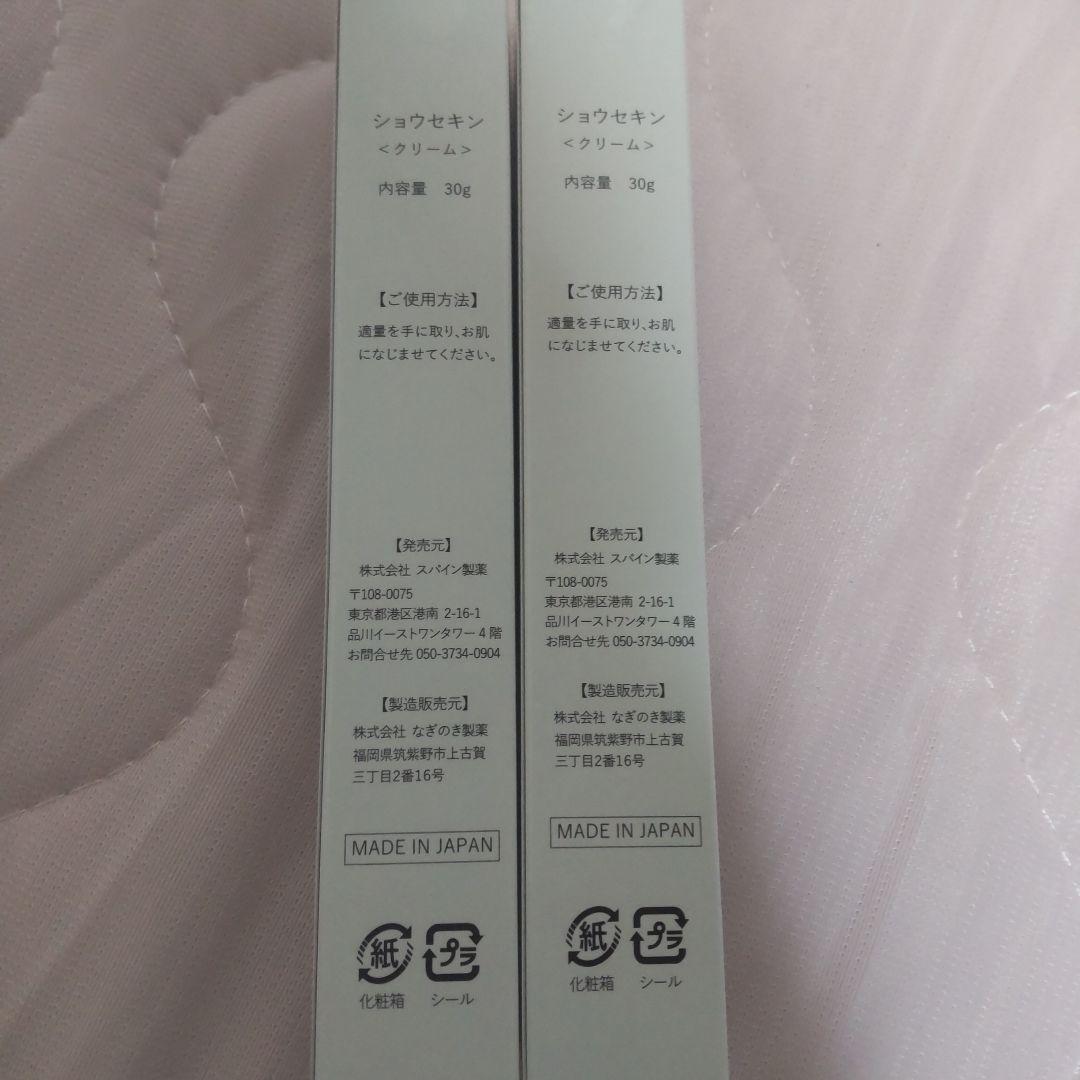 ショウセキン
<クリーム>
内容量 30g
【ご使用方法】
適量を手に取り、お肌
になじませてください。
【発売元】
株式会社 スパイン製薬
〒108-0075
東京都港区港南 2-16-1
品川イーストワンタワー 4 階
お問合せ先 050-3734-0904
【製造販売元】
株式会社 なぎのき製薬
福岡県筑紫野市上古賀
三丁目2番16号
MADE IN JAPAN
紙
プラ
化粧箱
シール
ショウセキン
<クリーム>
内容量 30g
【ご使用方法】
適量を手に取り、お肌
になじませてください。
【発売元】
株式会社 スパイン製薬
〒108-0075
東京都港区港南 2-16-1
品川イーストワンタワー 4 階
お問合せ先 050-3734-0904
【製造販売元】
株式会社 なぎのき製薬
福岡県筑紫野市上古賀
三丁目2番16号
MADE IN JAPAN
紙
プラ
化粧箱
シール